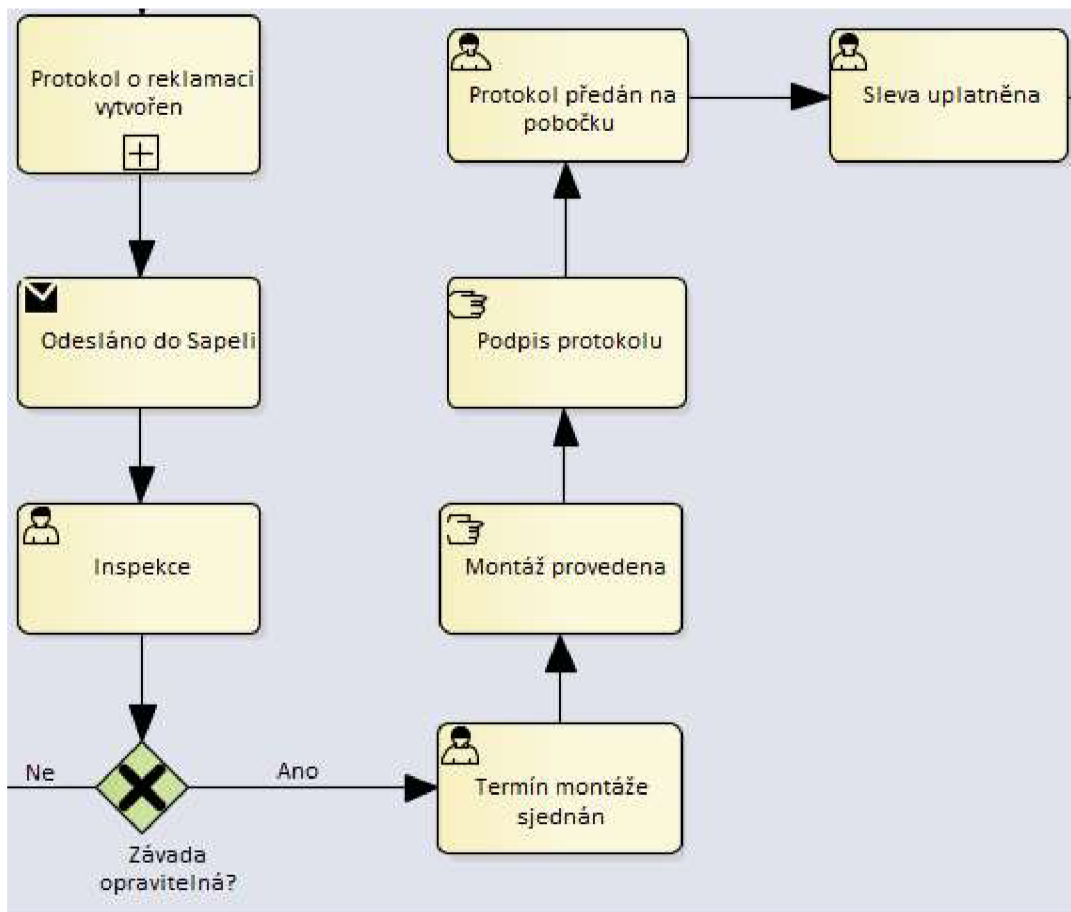 Protokol o reklamaci
vytvořen
Odesláno do Sapeli
Inspekce
Ne
Ano
Závada
opravitelná?
Termín montáže
sjednán
Montáž provedena
Podpis protokolu
Protokol předán na
pobočku
Sleva uplatněna